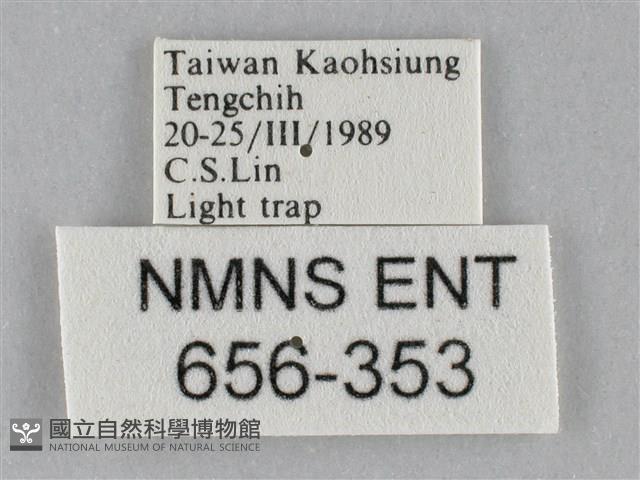 Taiwan Kaohsiung
Tengchih
20-25/III/1989
C.S.Lin
Light trap
NMNS ENT
656-353
國立自然科學博物館
NATIONAL MUSEUM OF NATURAL SCIENCE